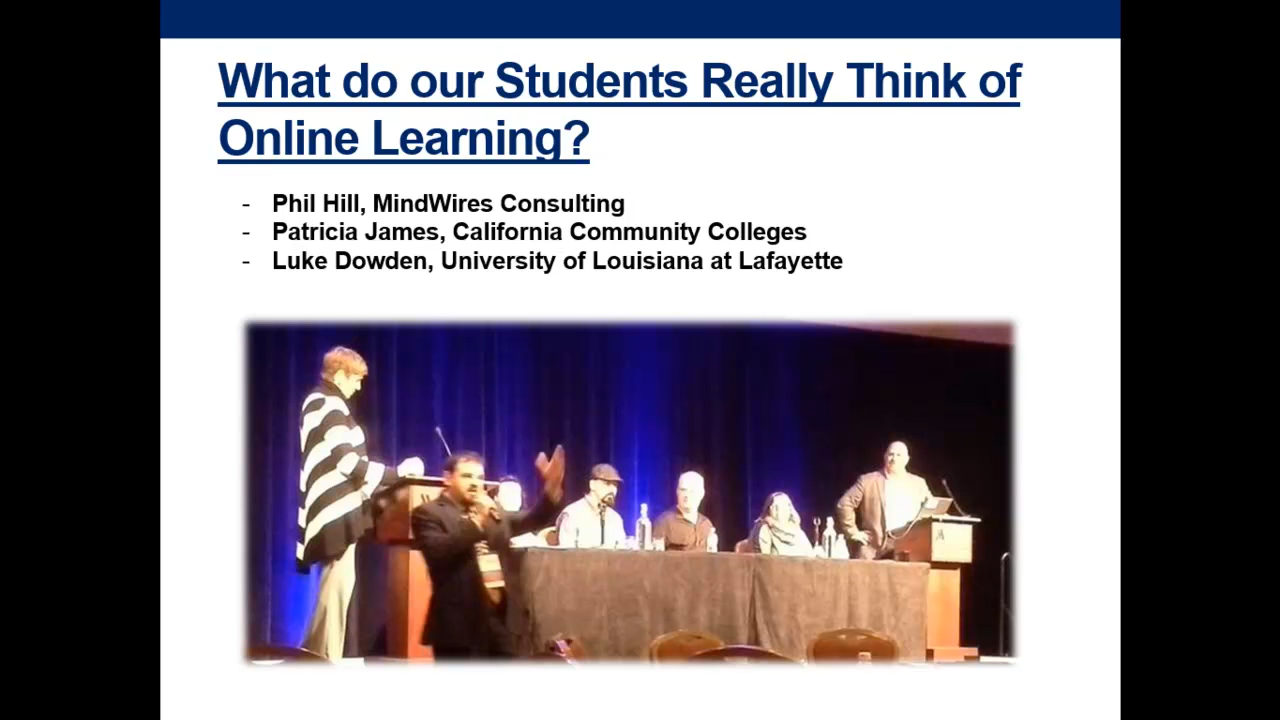 What do our Students Really Think of
Online Learning?
- Phil Hill, MindWires Consulting
- Patricia James, California Community Colleges
- Luke Dowden, University of Louisiana at Lafayette